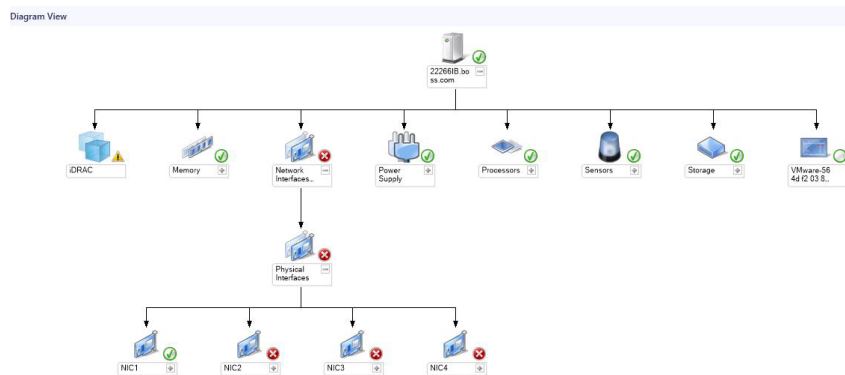 Diagram View
22266IB.bo
ss.com
iDRAC
Memory
Network
Interfaces..
Power
Supply
Processors
Sensors
Storage
VMware-56
4d f2 03 8..
Physical
Interfaces
NIC1
NIC2
NIC3
NIC4